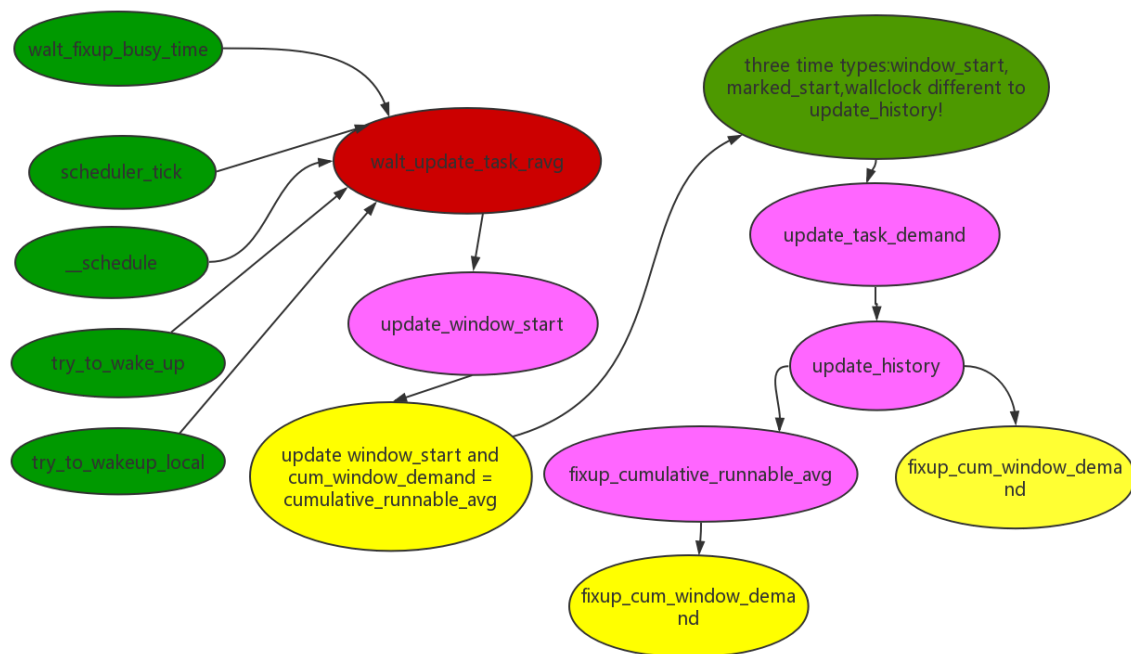 walt_fixup_busy_time
scheduler_tick
__schedule
try_to_wake_up
try_to_wakeup_local
walt_update_task_ravg
update_window_start
update window_start and
cum_window_demand =
cumulative_runnable_avg
three time types:window_start,
marked_start,wallclock different to
update_history!
update_task_demand
update_history
fixup_cumulative_runnable_avg
fixup_cum_window_dema
nd
fixup_cum_window_dema
nd